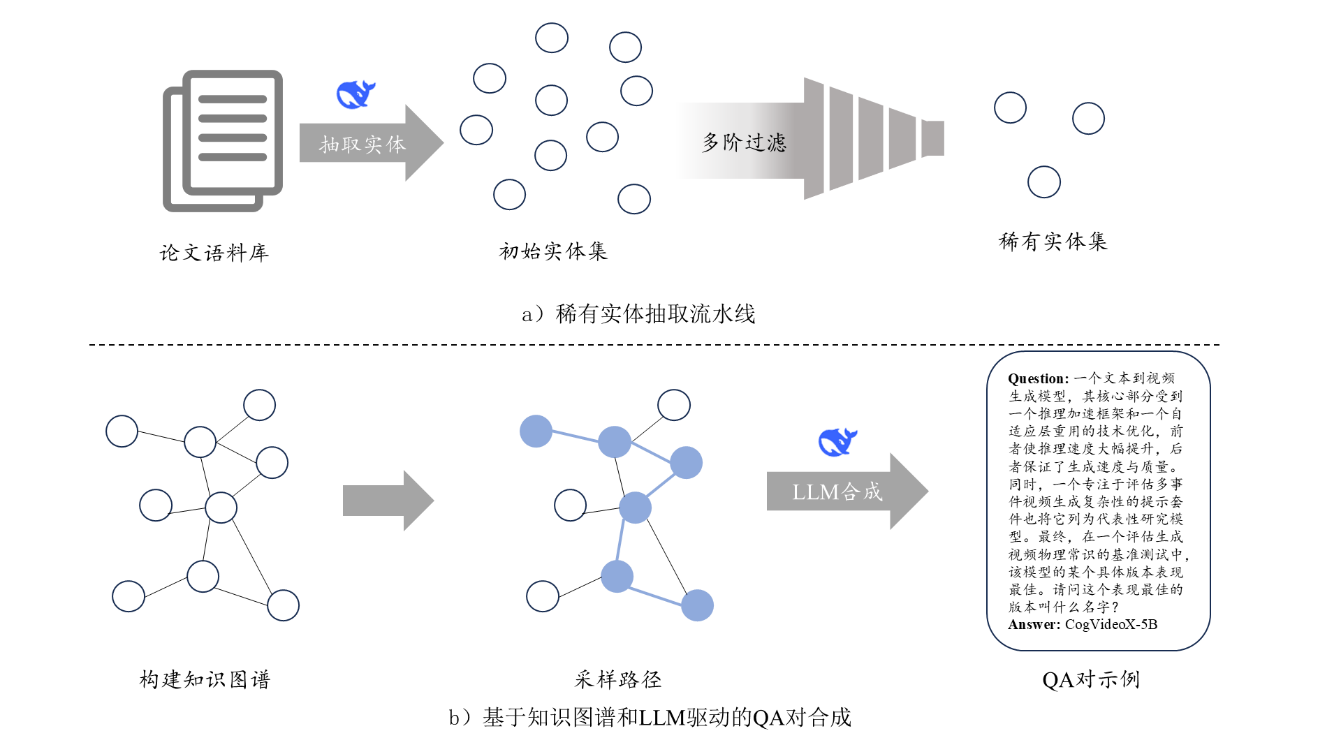 抽取实体
多阶过滤
论文语料库
初始实体集
稀有实体集
a）稀有实体抽取流水线
Question: 一个文本到视频
生成模型，其核心部分受到
一个推理加速框架和一个自
适应层重用的技术优化，前
者使推理速度大幅提升，后
者保证了生成速度与质量。
同时，一个专注于评估多事
件视频生成复杂性的提示套
件也将它列为代表性研究模
型。最终，在一个评估生成
视频物理常识的基准测试中，
该模型的某个具体版本表现
最佳。请问这个表现最佳的
版本叫什么名字？
Answer: CogVideoX-5B
LLM合成
构建知识图谱
采样路径
QA对示例
b）基于知识图谱和LLM驱动的QA对合成